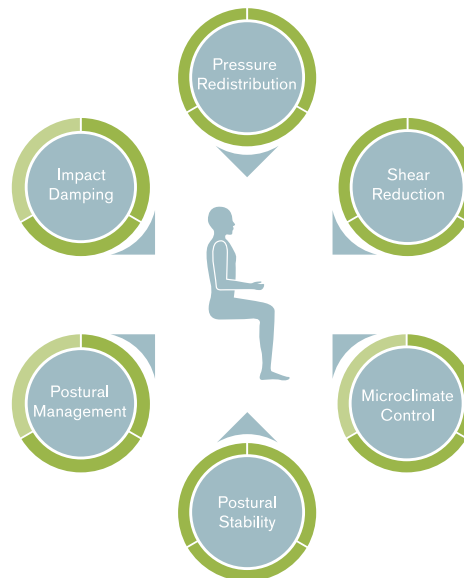 Pressure
Redistribution
Impact
Damping
Shear
Reduction
Postural
Management
Microclimate
Control
Postural
Stability